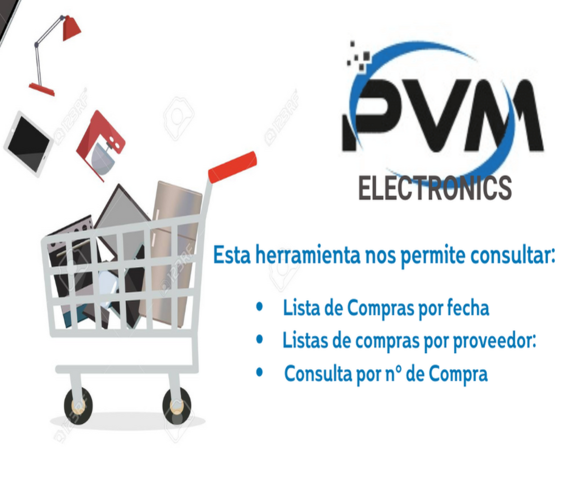 PVM
ELECTRONICS
Esta herramienta nos permite consultar:
• Lista de Compras por fecha
• Listas de compras por proveedor:
• Consulta por nº de Compra